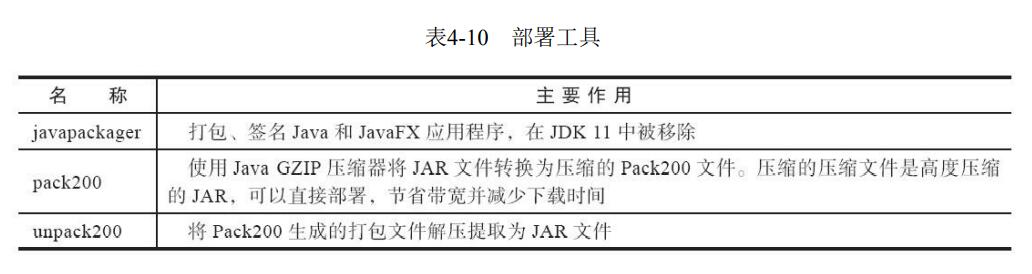 表4-10 部署工具
名 称 主要作用
javapackager 打包、签名 Java 和 JavaFX 应用程序，在 JDK 11 中被移除
pack200 使用 Java GZIP 压缩器将 JAR 文件转换为压缩的 Pack200 文件。压缩的压缩文件是高度压缩
的 JAR，可以直接部署，节省带宽并减少下载时间
unpack200 将 Pack200 生成的打包文件解压提取为 JAR 文件